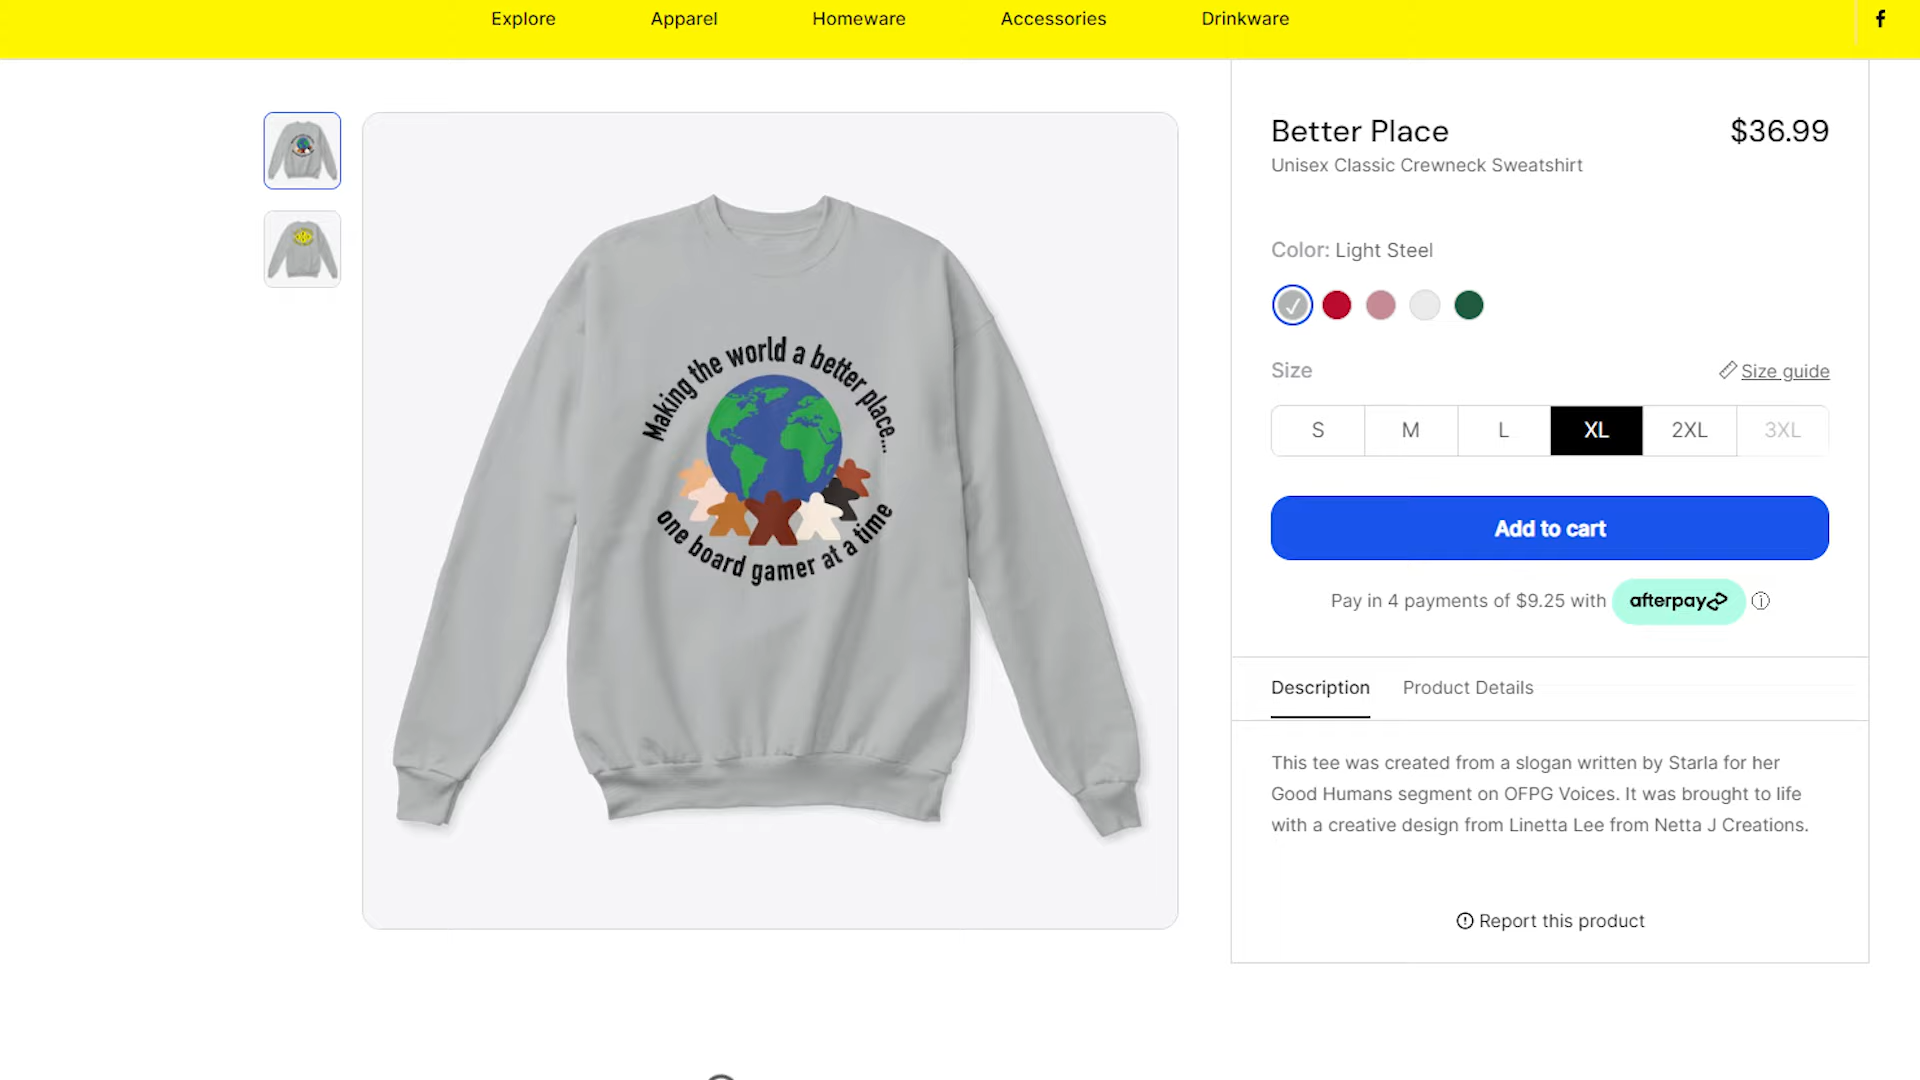 Explore Apparel Homeware Accessories Drinkware
Better Place $36.99
Unisex Classic Crewneck Sweatshirt
Color: Light Steel
Size Size guide
S M L XL 2XL 3XL
Add to cart
Pay in 4 payments of $9.25 with afterpay
Description Product Details
This tee was created from a slogan written by Starla for her
Good Humans segment on OFPG Voices. It was brought to life
with a creative design from Linetta Lee from Netta J Creations.
Report this product
Making the world a better place...
one board gamer at a time